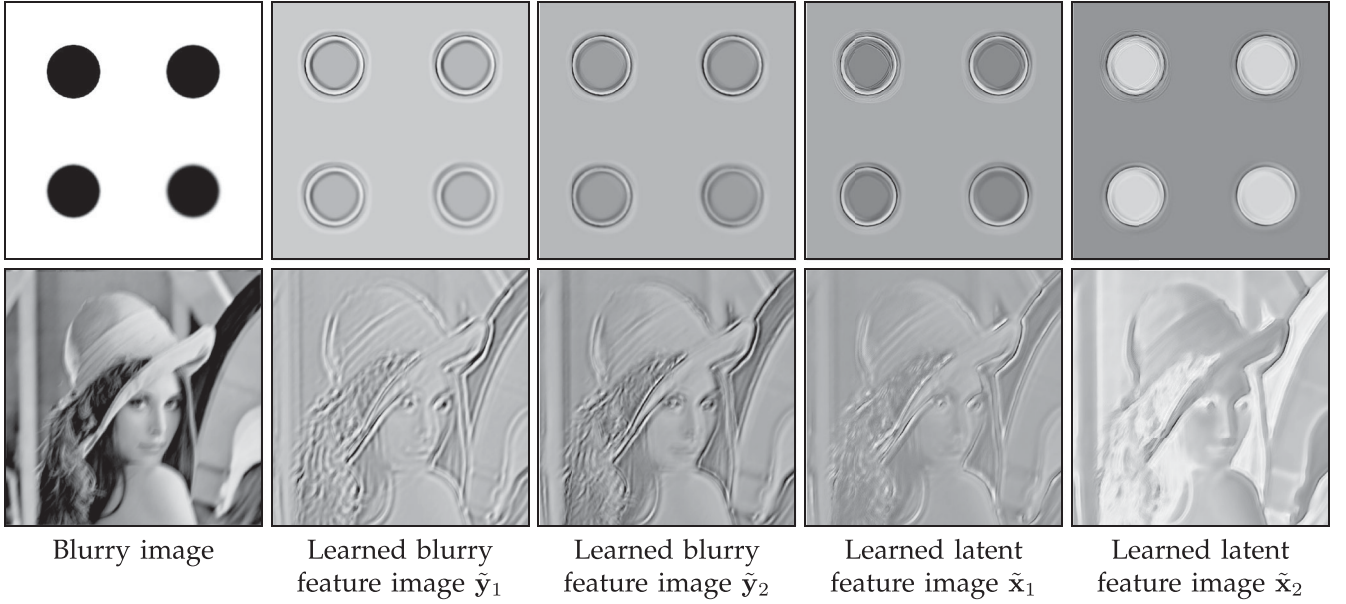 Blurry image
Learned blurry
feature image ỹ₁
Learned blurry
feature image ỹ₂
Learned latent
feature image x̃₁
Learned latent
feature image x̃₂